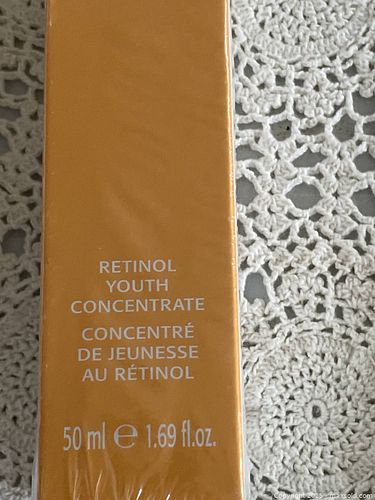 RETINOL
YOUTH
CONCENTRATE
CONCENTRÉ
DE JEUNESSE
AU RÉTINOL
50 ml ℮ 1.69 fl.oz.